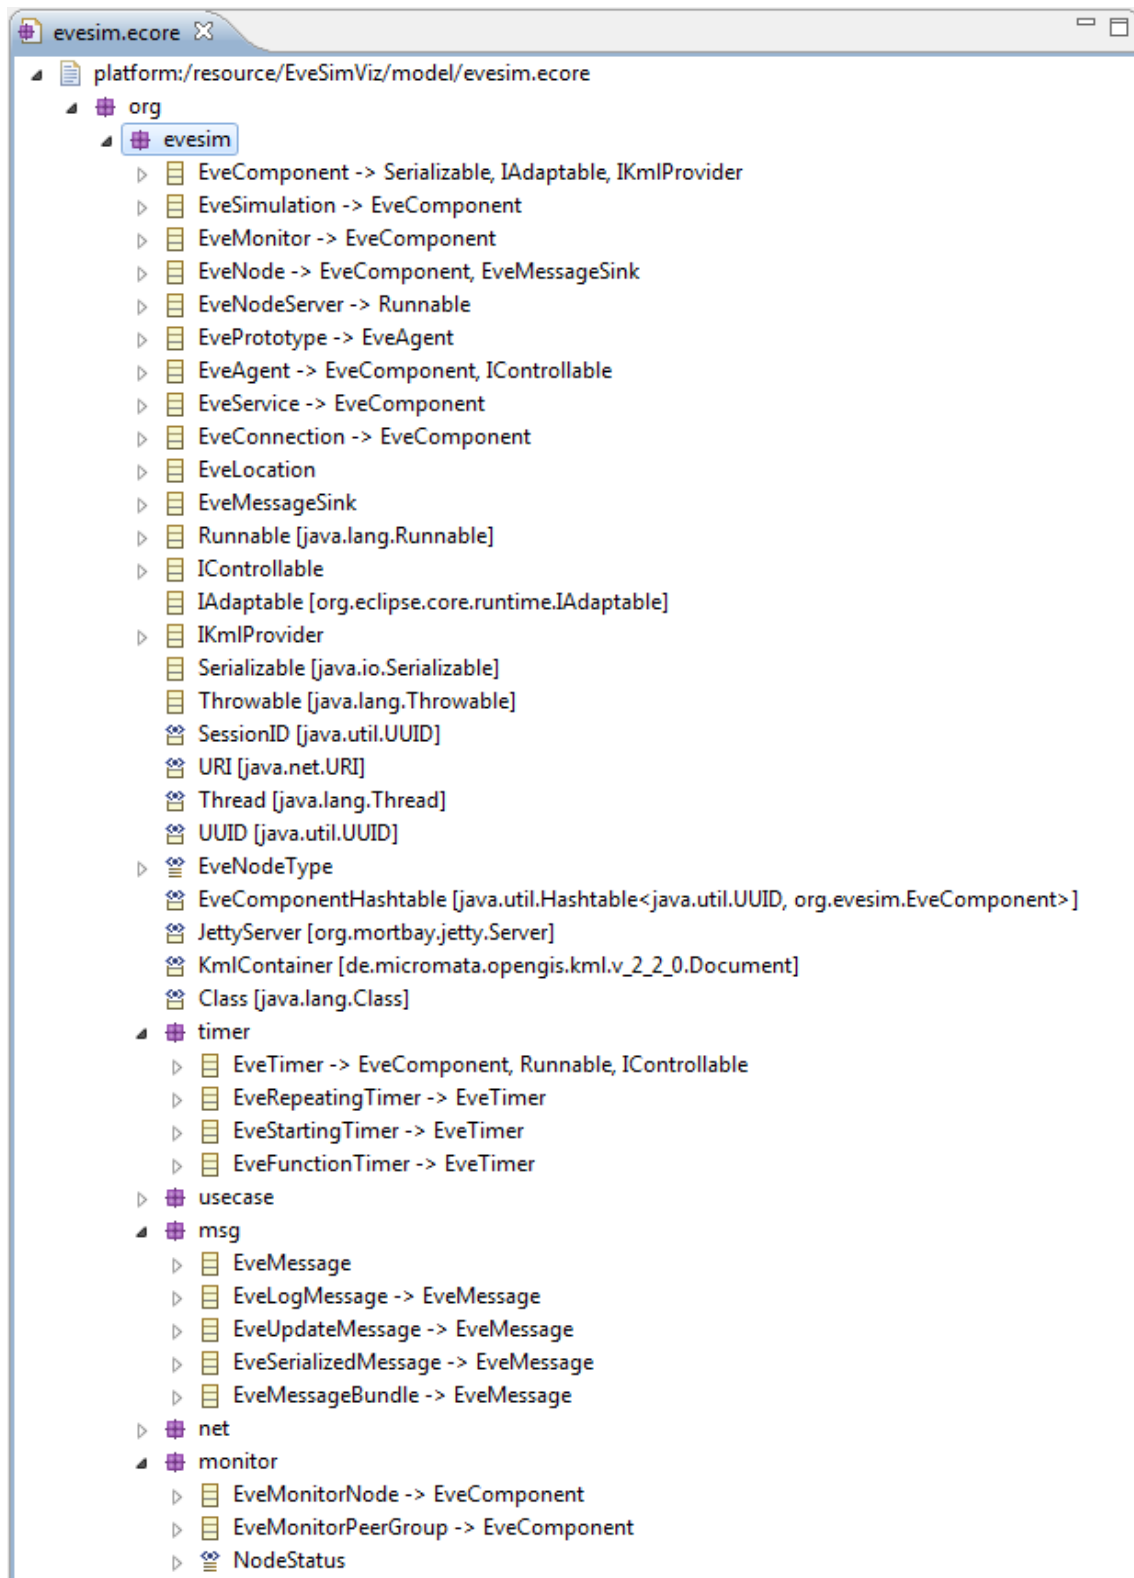 evesim.ecore
platform:/resource/EveSimViz/model/evesim.ecore
org
evesim
EveComponent -> Serializable, IAdaptable, IKmlProvider
EveSimulation -> EveComponent
EveMonitor -> EveComponent
EveNode -> EveComponent, EveMessageSink
EveNodeServer -> Runnable
EvePrototype -> EveAgent
EveAgent -> EveComponent, IControllable
EveService -> EveComponent
EveConnection -> EveComponent
EveLocation
EveMessageSink
Runnable [java.lang.Runnable]
IControllable
IAdaptable [org.eclipse.core.runtime.IAdaptable]
IKmlProvider
Serializable [java.io.Serializable]
Throwable [java.lang.Throwable]
SessionID [java.util.UUID]
URI [java.net.URI]
Thread [java.lang.Thread]
UUID [java.util.UUID]
EveNodeType
EveComponentHashtable [java.util.Hashtable<java.util.UUID, org.evesim.EveComponent>]
JettyServer [org.mortbay.jetty.Server]
KmlContainer [de.micromata.opengis.kml.v_2_2_0.Document]
Class [java.lang.Class]
timer
EveTimer -> EveComponent, Runnable, IControllable
EveRepeatingTimer -> EveTimer
EveStartingTimer -> EveTimer
EveFunctionTimer -> EveTimer
usecase
msg
EveMessage
EveLogMessage -> EveMessage
EveUpdateMessage -> EveMessage
EveSerializedMessage -> EveMessage
EveMessageBundle -> EveMessage
net
monitor
EveMonitorNode -> EveComponent
EveMonitorPeerGroup -> EveComponent
NodeStatus